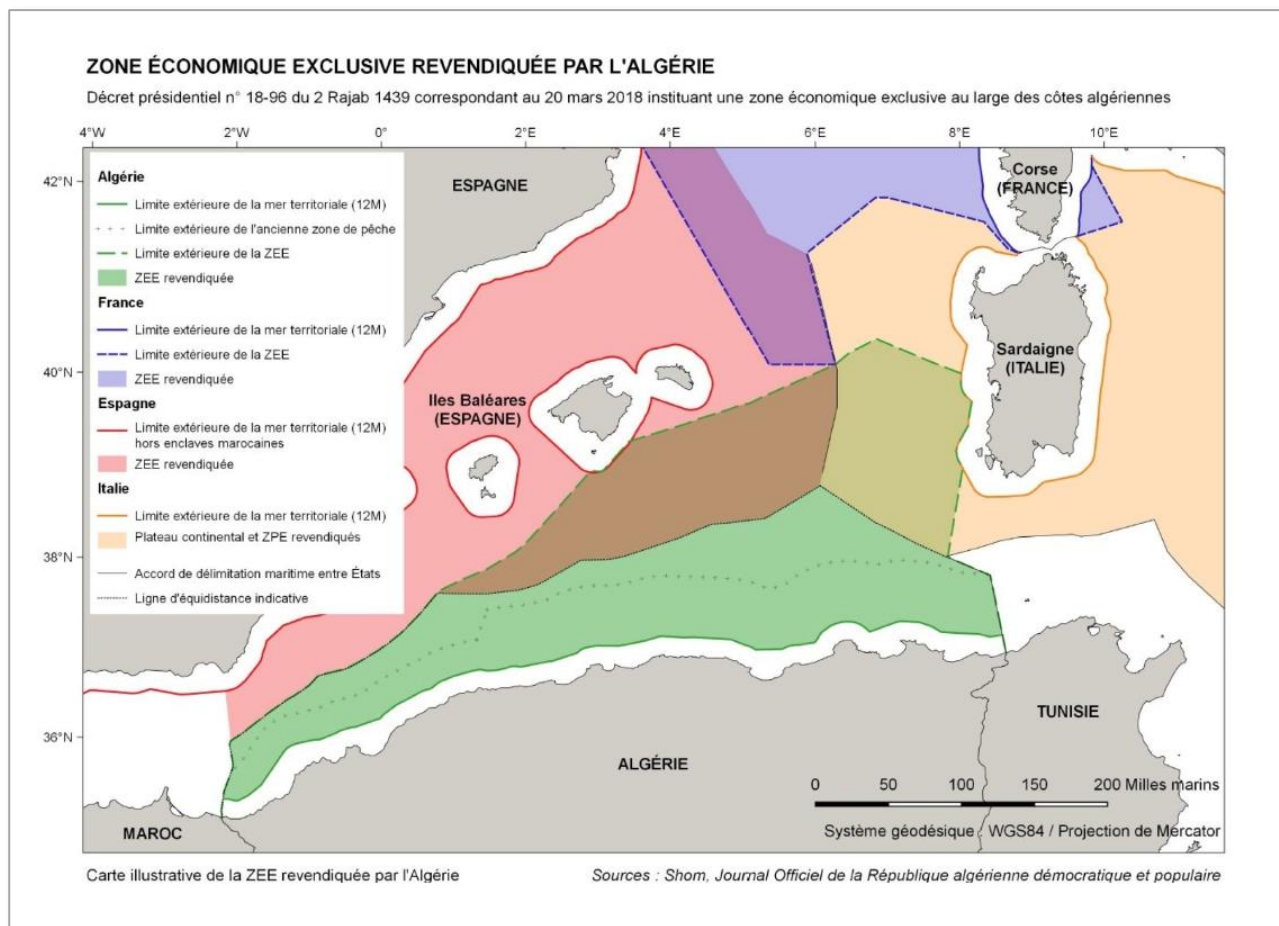 ZONE ÉCONOMIQUE EXCLUSIVE REVENDIQUÉE PAR L'ALGÉRIE
Décret présidentiel n° 18-96 du 2 Rajab 1439 correspondant au 20 mars 2018 instituant une zone économique exclusive au large des côtes algériennes
4°W 2°W 0° 2°E 4°E 6°E 8°E 10°E
42°N
40°N
38°N
36°N
Algérie
Limite extérieure de la mer territoriale (12M)
Limite extérieure de l'ancienne zone de pêche
Limite extérieure de la ZEE
ZEE revendiquée
France
Limite extérieure de la mer territoriale (12M)
Limite extérieure de la ZEE
ZEE revendiquée
Espagne
Limite extérieure de la mer territoriale (12M)
hors enclaves marocaines
ZEE revendiquée
Italie
Limite extérieure de la mer territoriale (12M)
Plateau continental et ZPE revendiqués
Accord de délimitation maritime entre États
Ligne d'équidistance indicative
ESPAGNE
Corse
(FRANCE)
Sardaigne
(ITALIE)
Iles Baléares
(ESPAGNE)
TUNISIE
ALGÉRIE
MAROC
0 50 100 150 200 Milles marins
Système géodésique : WGS84 / Projection de Mercator
Carte illustrative de la ZEE revendiquée par l'Algérie
Sources : Shom, Journal Officiel de la République algérienne démocratique et populaire